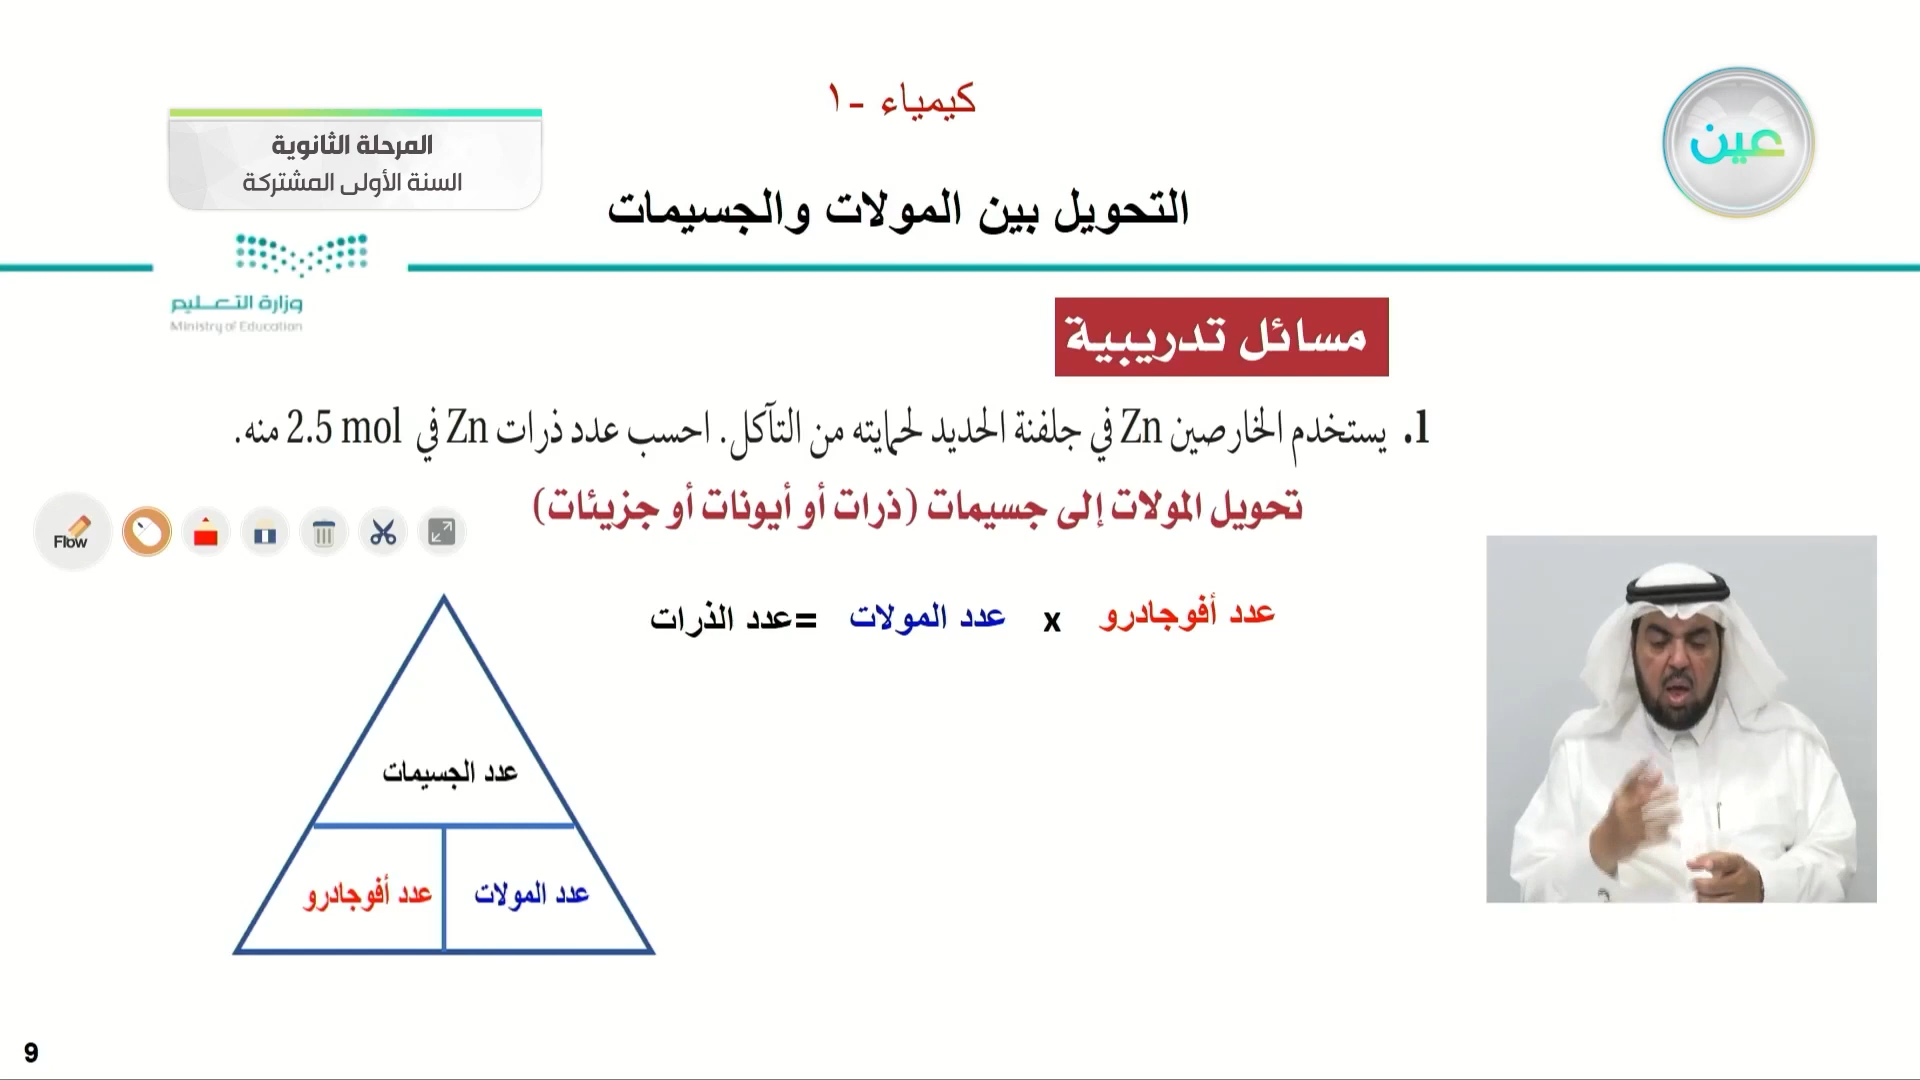 كيمياء -١
عين
المرحلة الثانوية
السنة الأولى المشتركة
التحويل بين المولات والجسيمات
وزارة التعـــليم
Ministry of Education
مسائل تدريبية
1. يستخدم الخارصين Zn في جلفنة الحديد لحمايته من التآكل. احسب عدد ذرات Zn في 2.5 mol منه.
تحويل المولات إلى جسيمات (ذرات أو أيونات أو جزيئات)
Flow
عدد الذرات= عدد المولات x عدد أفوجادرو
عدد الجسيمات
عدد المولات
عدد أفوجادرو
9